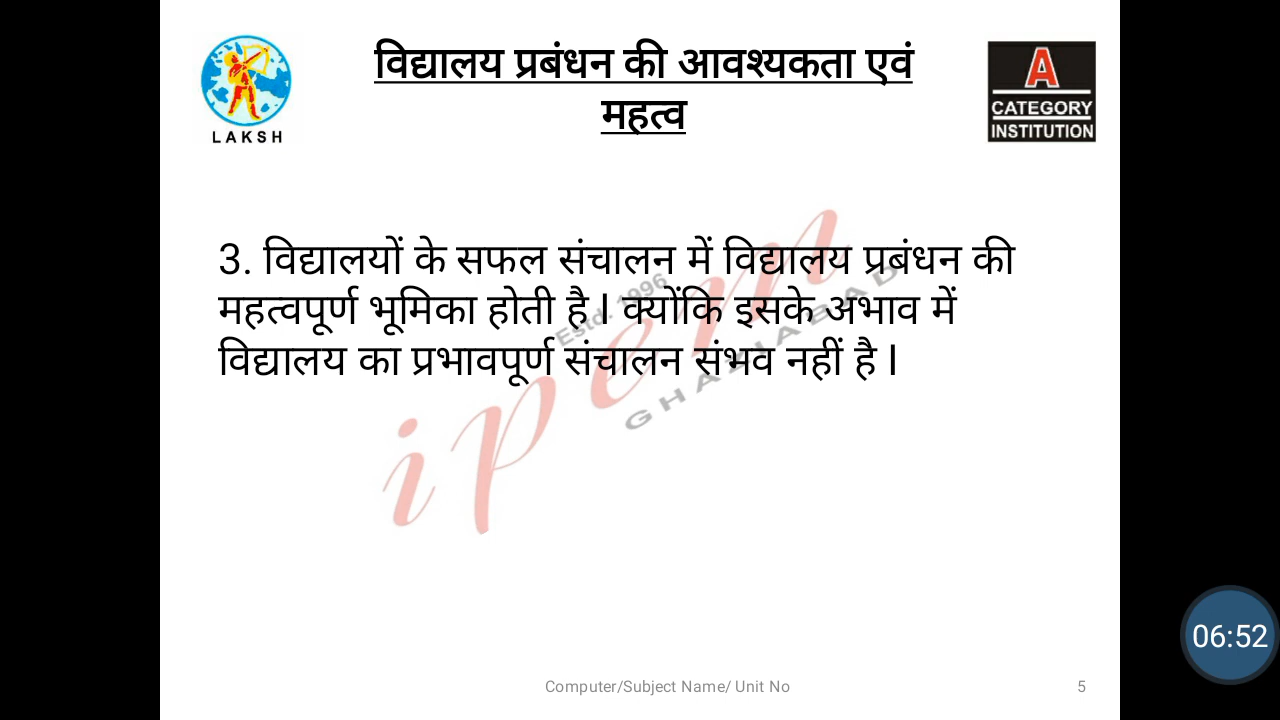 विद्यालय प्रबंधन की आवश्यकता एवं
महत्व
LAKSH
A
CATEGORY
INSTITUTION
3. विद्यालयों के सफल संचालन में विद्यालय प्रबंधन की
महत्वपूर्ण भूमिका होती है l क्योंकि इसके अभाव में
विद्यालय का प्रभावपूर्ण संचालन संभव नहीं है l
Estd. 1996
ipem
GHAZIABAD
06:52
Computer/Subject Name/ Unit No
5